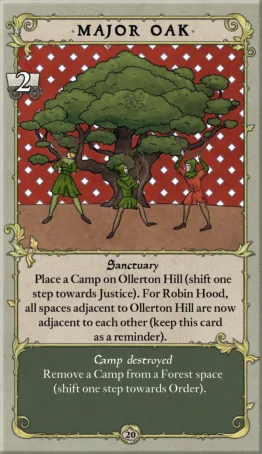 MAJOR OAK
2
Sanctuary
Place a Camp on Ollerton Hill (shift one
step towards Justice). For Robin Hood,
all spaces adjacent to Ollerton Hill are now
adjacent to each other (keep this card
as a reminder).
Camp destroyed
Remove a Camp from a Forest space
(shift one step towards Order).
20